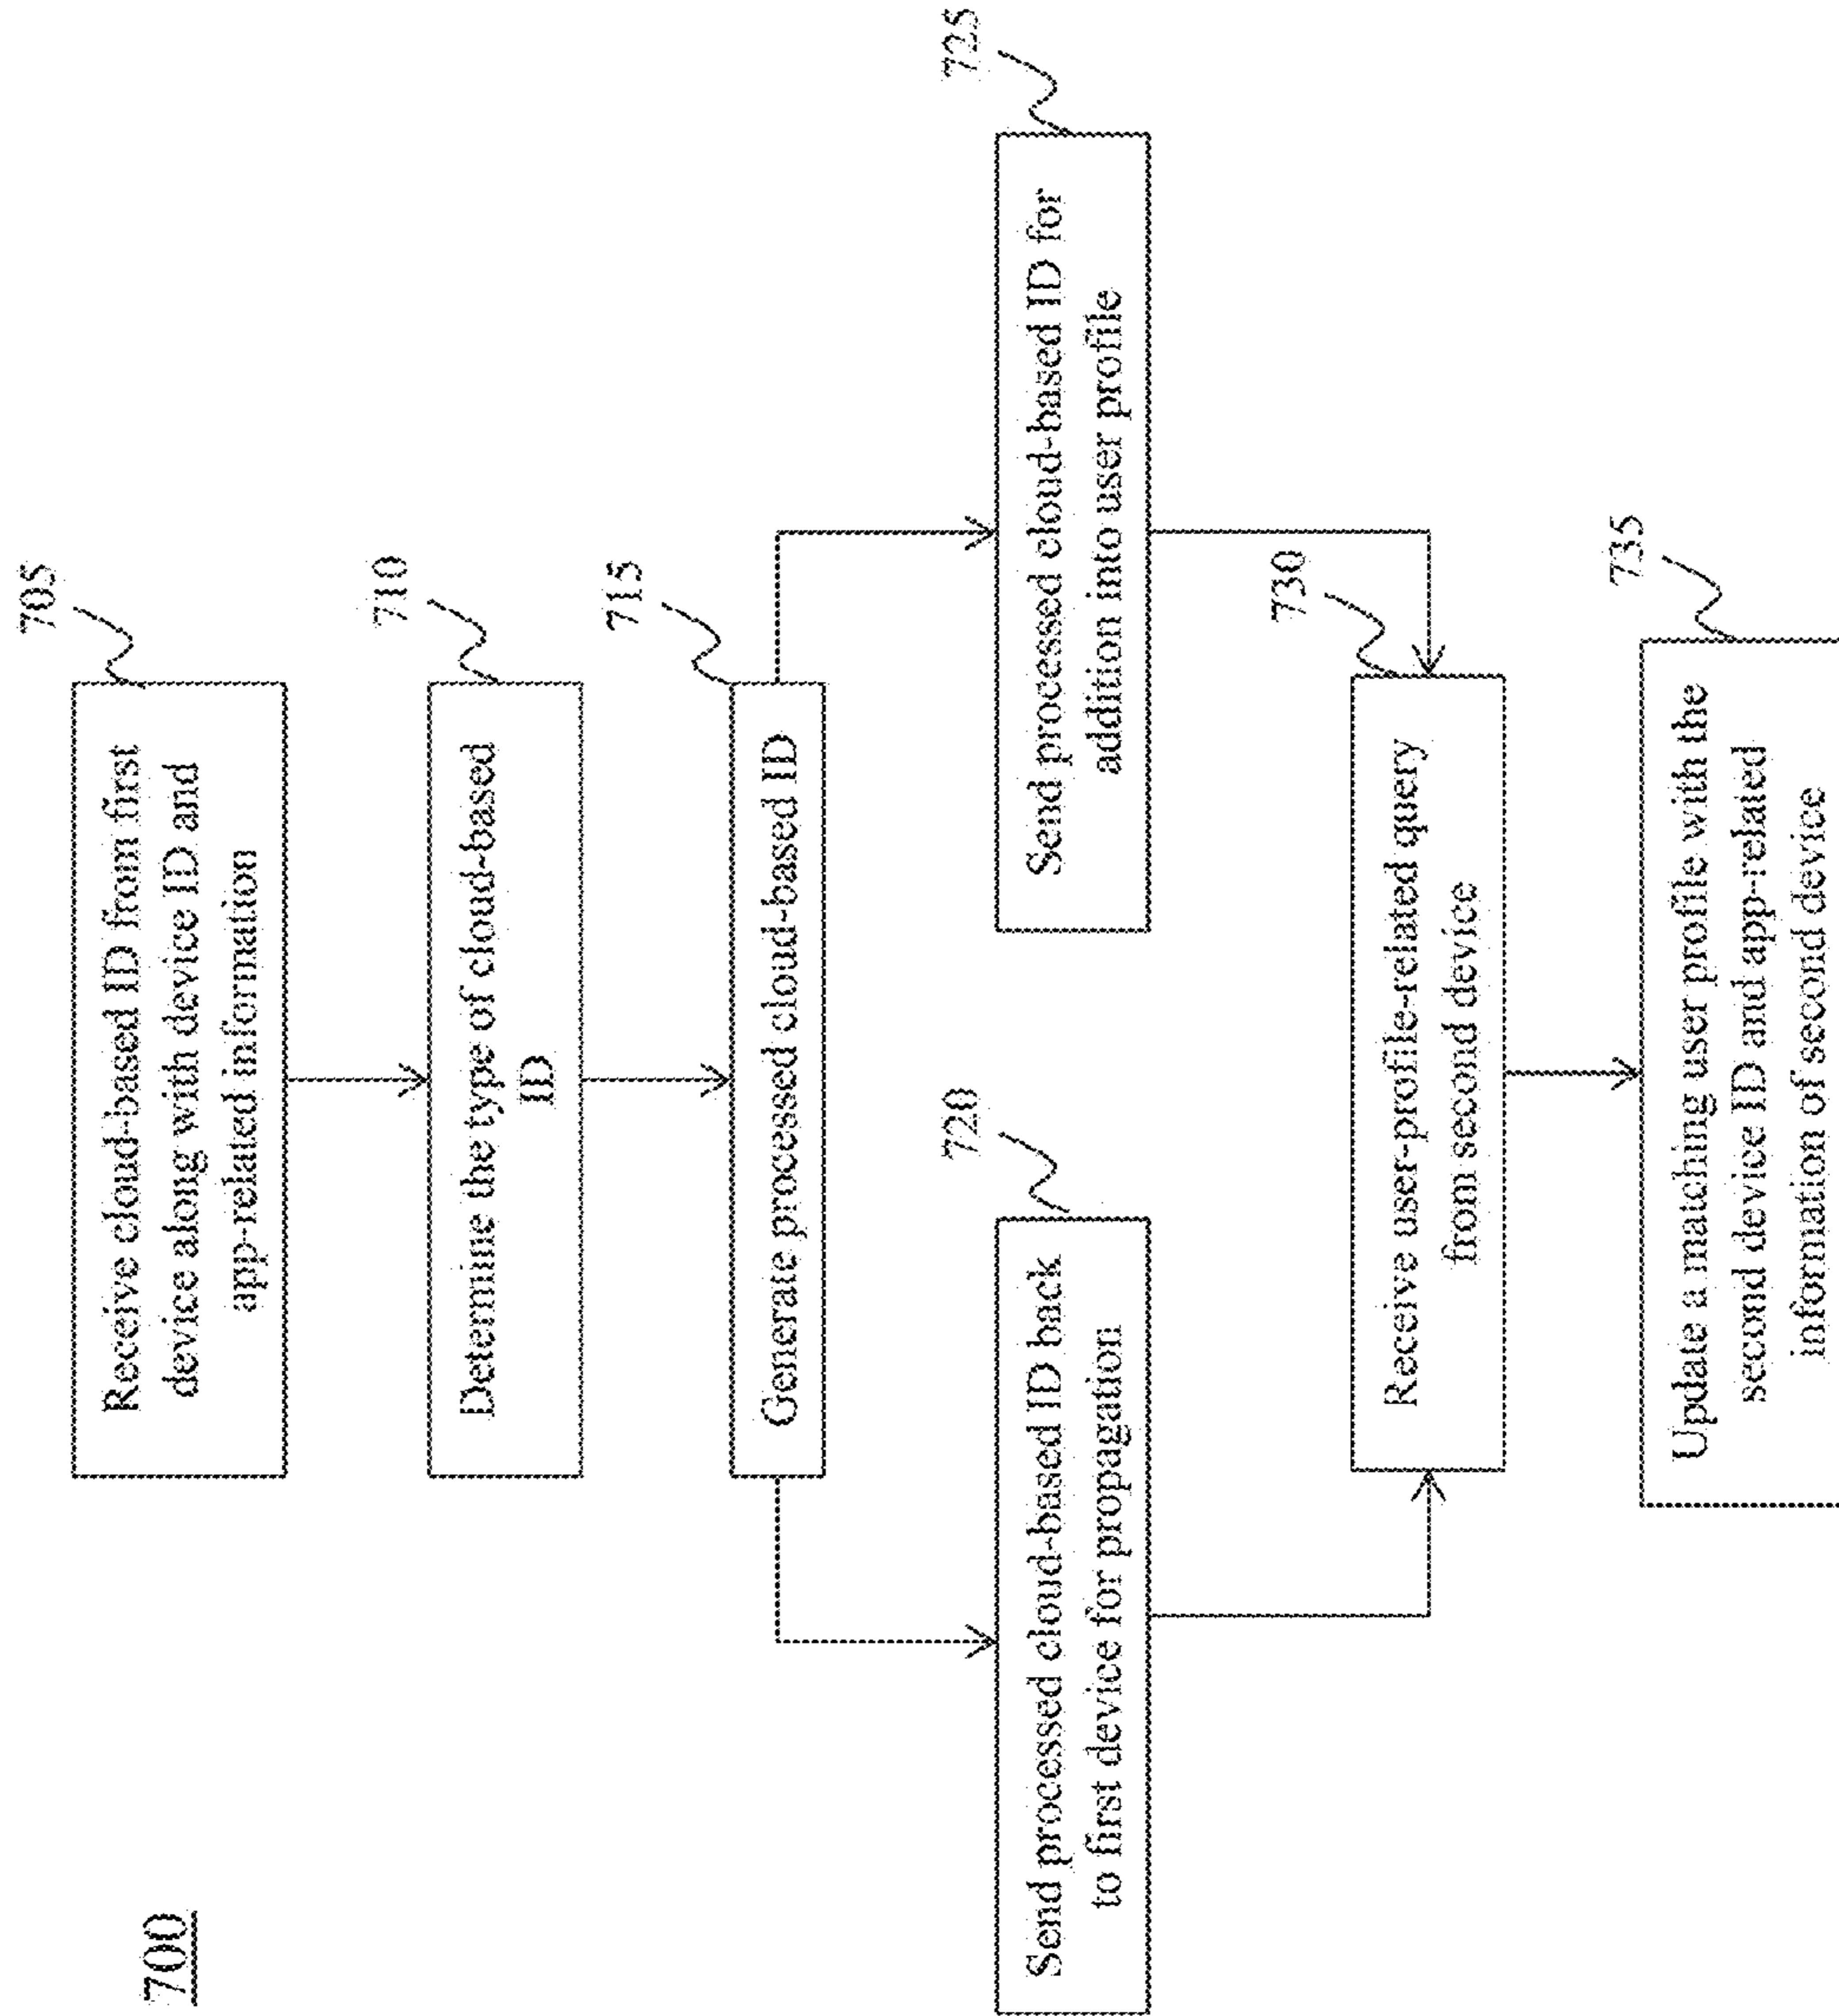 700
705
Receive cloud-based ID from first
device along with device ID and
app-related information
710
Determine the type of cloud-based
ID
715
Generate processed cloud-based ID
720
Send processed cloud-based ID back
to first device for propagation
725
Send processed cloud-based ID for
addition into user profile
730
Receive user-profile-related query
from second device
735
Update a matching user profile with the
second device ID and app-related
information of second device